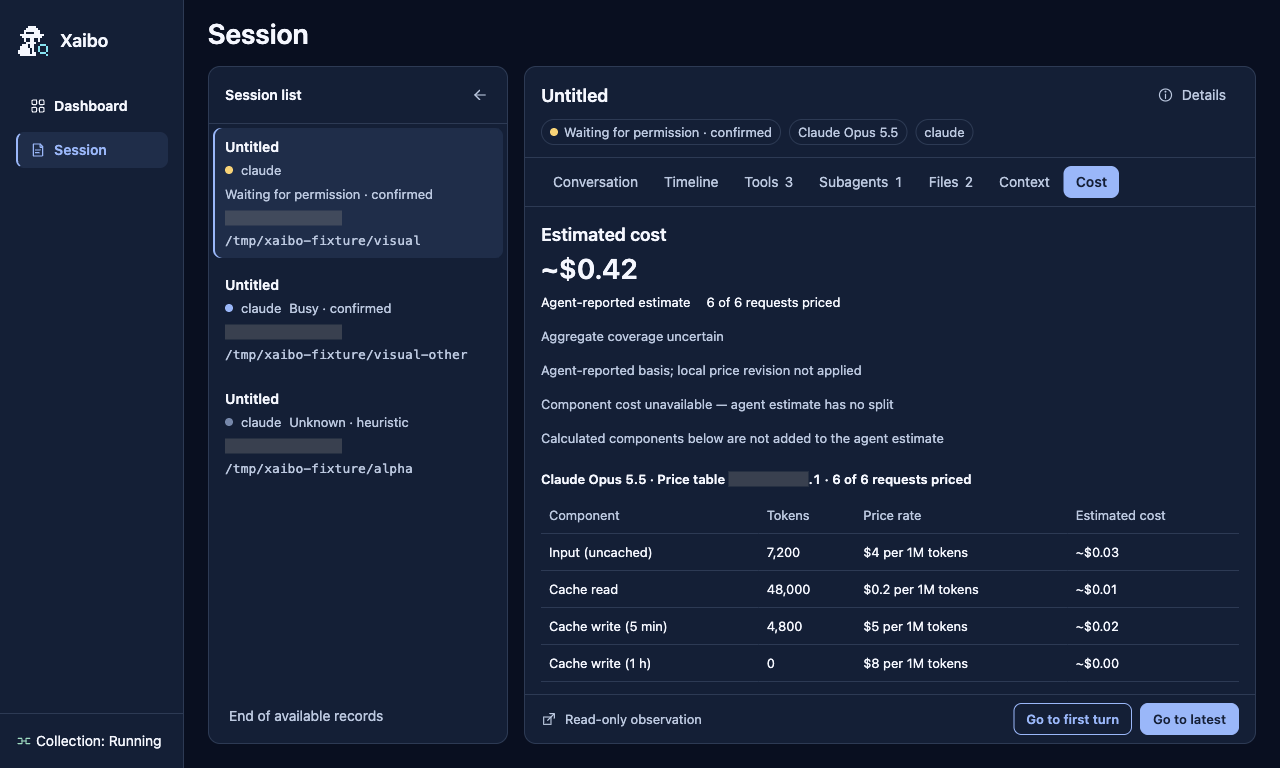 Xaibo
Dashboard
Session
Collection: Running
Session
Session list
Untitled
claude
Waiting for permission · confirmed
/tmp/xaibo-fixture/visual
Untitled
claude Busy · confirmed
/tmp/xaibo-fixture/visual-other
Untitled
claude Unknown · heuristic
/tmp/xaibo-fixture/alpha
End of available records
Untitled
Details
Waiting for permission · confirmed
Claude Opus 5.5
claude
Conversation Timeline Tools 3 Subagents 1 Files 2 Context Cost
Estimated cost
~$0.42
Agent-reported estimate 6 of 6 requests priced
Aggregate coverage uncertain
Agent-reported basis; local price revision not applied
Component cost unavailable — agent estimate has no split
Calculated components below are not added to the agent estimate
Claude Opus 5.5 · Price table .1 · 6 of 6 requests priced
Component Tokens Price rate Estimated cost
Input (uncached) 7,200 $4 per 1M tokens ~$0.03
Cache read 48,000 $0.2 per 1M tokens ~$0.01
Cache write (5 min) 4,800 $5 per 1M tokens ~$0.02
Cache write (1 h) 0 $8 per 1M tokens ~$0.00
Read-only observation
Go to first turn
Go to latest